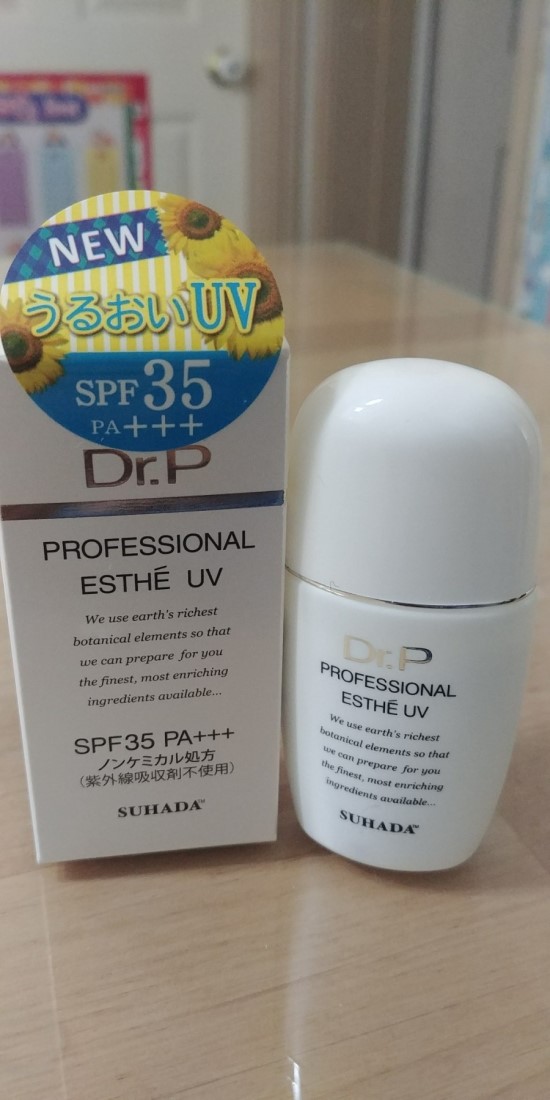 NEW
うるおいUV
SPF35
PA+++
Dr.P
PROFESSIONAL
ESTHÉ UV
We use earth's richest
botanical elements so that
we can prepare for you
the finest, most enriching
ingredients available...
SPF35 PA+++
ノンケミカル処方
(紫外線吸収剤不使用)
SUHADA™
Dr.P
PROFESSIONAL
ESTHÉ UV
We use earth's richest
botanical elements so that
we can prepare for you
the finest, most enriching
ingredients available...
SUHADA™